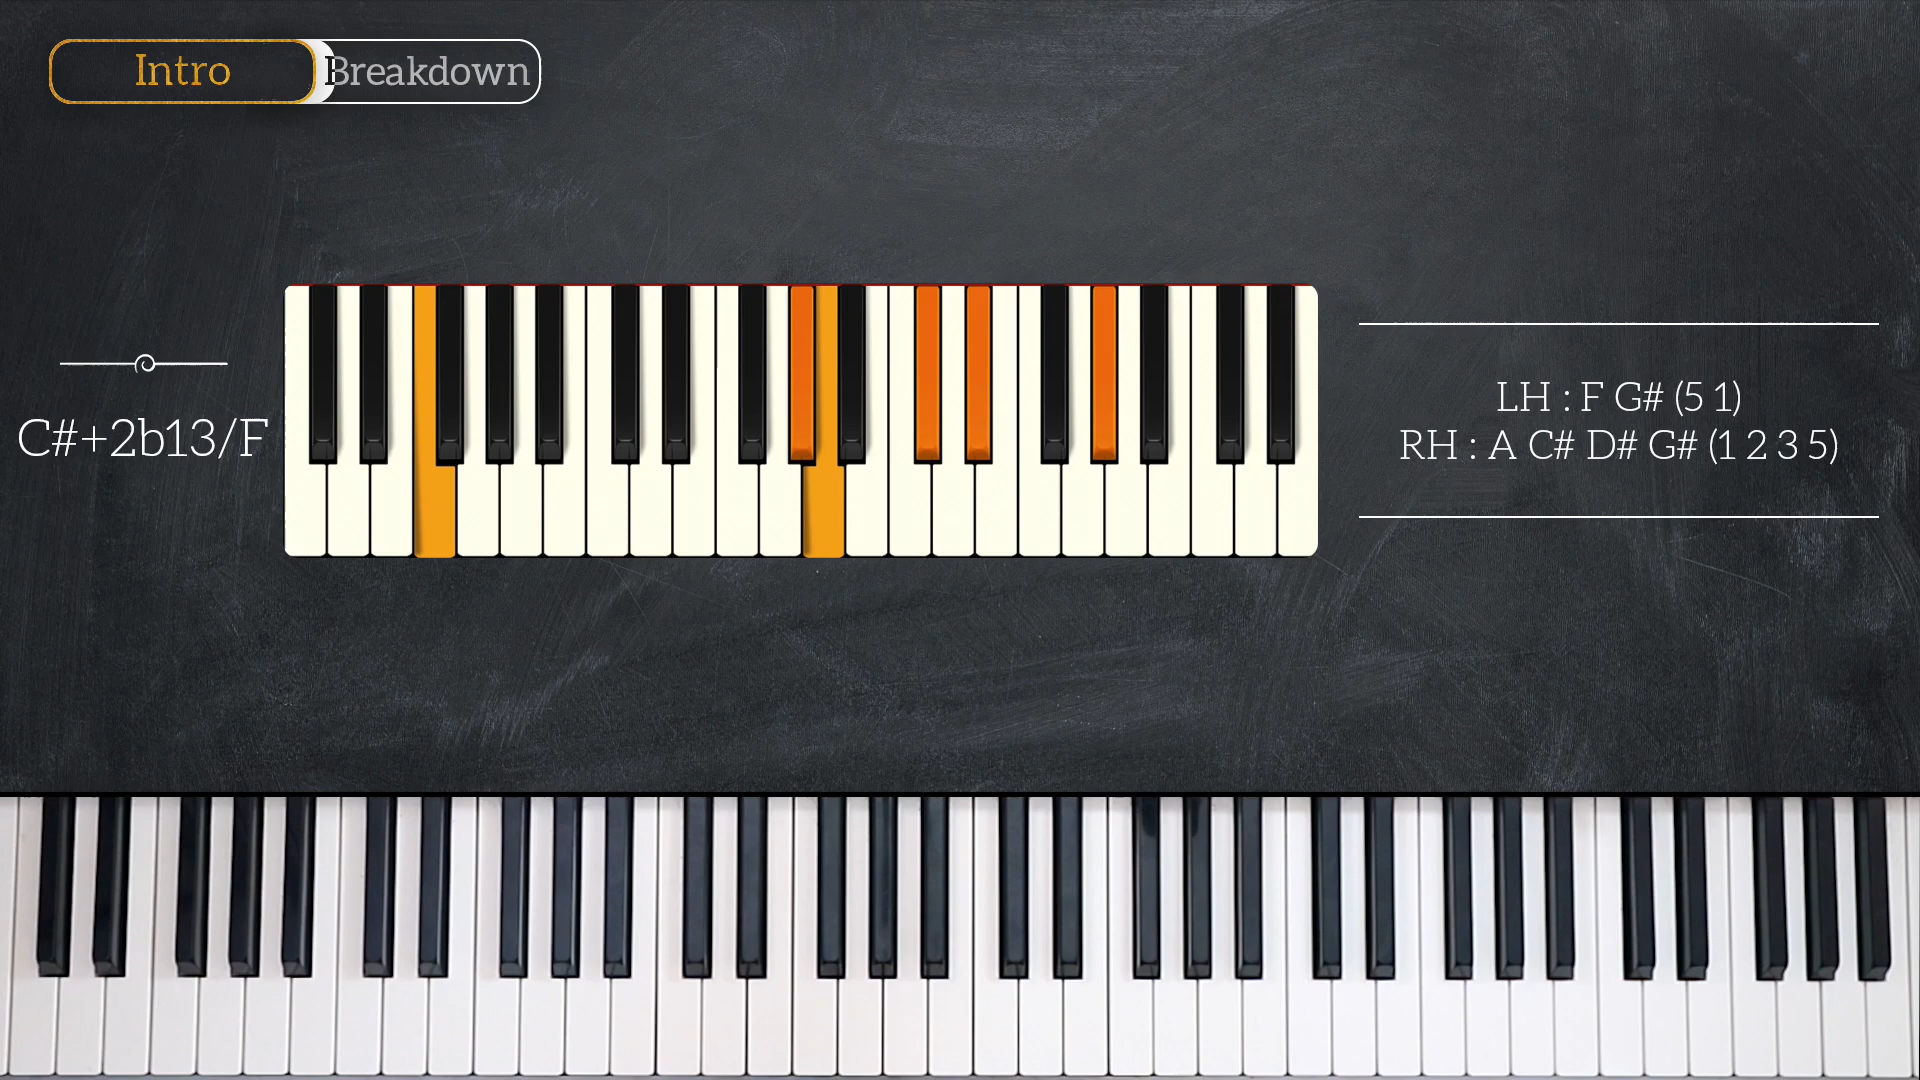 Intro
Breakdown
C#+2b13/F
LH : F G# (5 1)
RH : A C# D# G# (1 2 3 5)